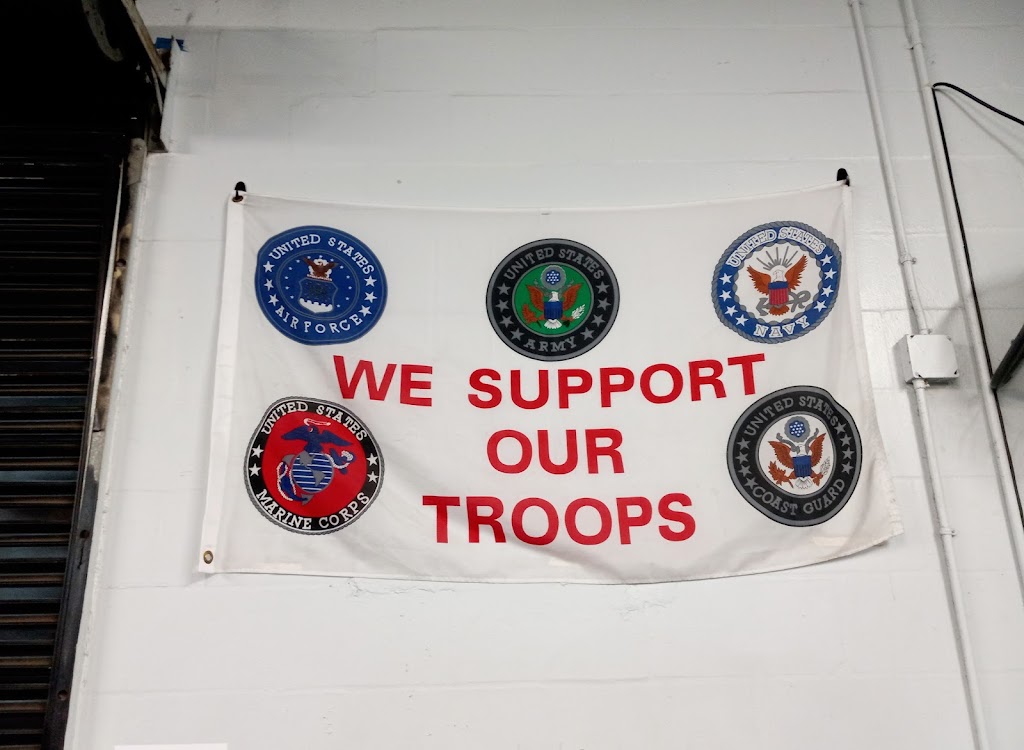 UNITED STATES
AIR FORCE
UNITED STATES
ARMY
UNITED STATES
NAVY
WE SUPPORT
OUR
TROOPS
UNITED STATES
MARINE CORPS
UNITED STATES
COAST GUARD